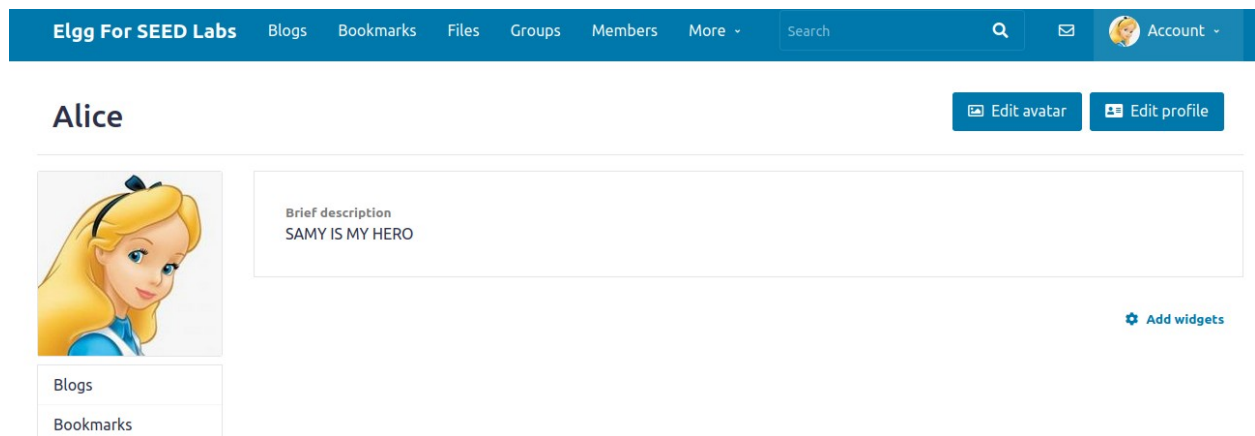 Elgg For SEED Labs Blogs Bookmarks Files Groups Members More Search Account
Alice Edit avatar Edit profile
Brief description
SAMY IS MY HERO
Add widgets
Blogs
Bookmarks